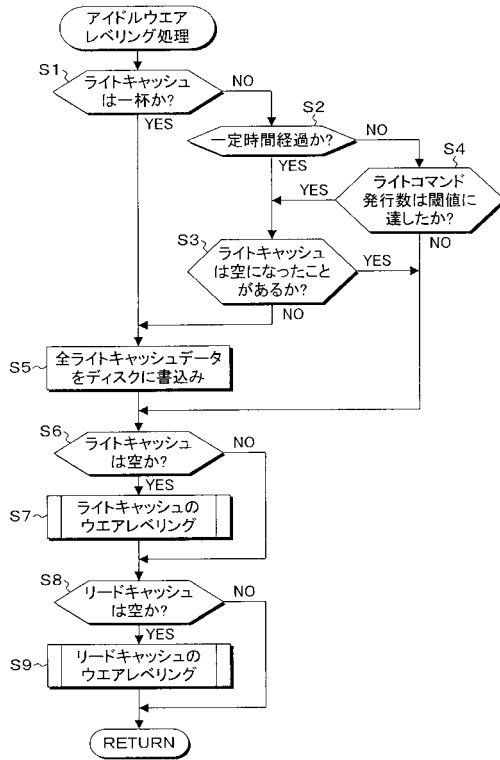 アイドルウエア
レベリング処理
S1
ライトキャッシュ
は一杯か?
NO
YES
S2
一定時間経過か?
NO
YES
S4
ライトコマンド
発行数は閾値に
達したか?
YES
NO
S3
ライトキャッシュ
は空になったこと
があるか?
YES
NO
S5
全ライトキャッシュデータ
をディスクに書込み
S6
ライトキャッシュ
は空か?
NO
YES
S7
ライトキャッシュの
ウエアレベリング
S8
リードキャッシュ
は空か?
NO
YES
S9
リードキャッシュの
ウエアレベリング
RETURN